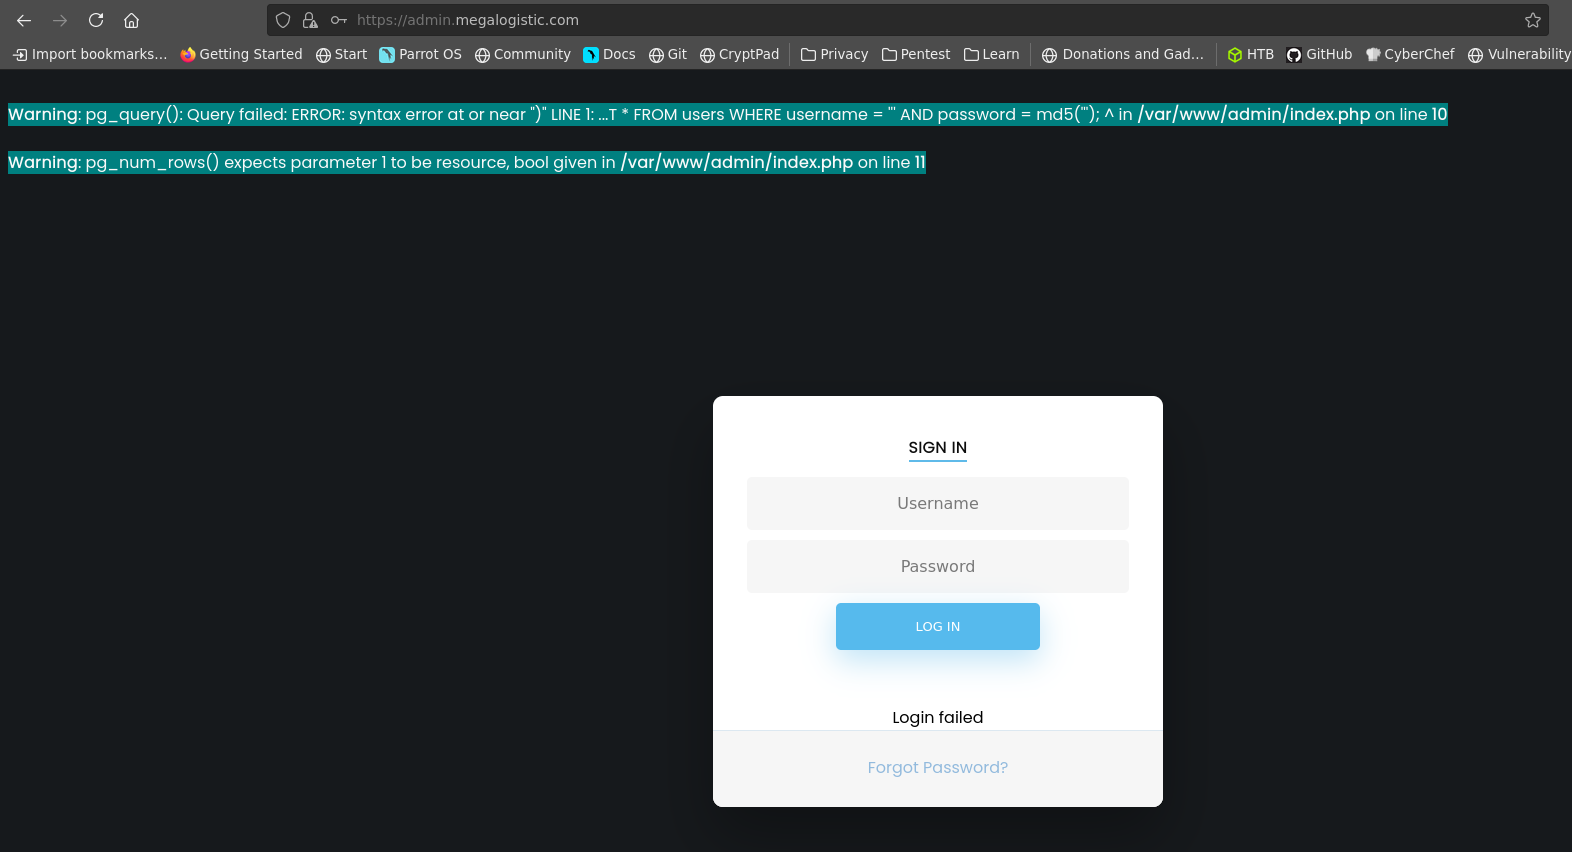 https://admin.megalogistic.com
Import bookmarks... Getting Started Start Parrot OS Community Docs Git CryptPad Privacy Pentest Learn Donations and Gad... HTB GitHub CyberChef Vulnerability
Warning: pg_query(): Query failed: ERROR: syntax error at or near ")" LINE 1: ...T * FROM users WHERE username = ''' AND password = md5('''); ^ in /var/www/admin/index.php on line 10
Warning: pg_num_rows() expects parameter 1 to be resource, bool given in /var/www/admin/index.php on line 11
SIGN IN
Username
Password
LOG IN
Login failed
Forgot Password?